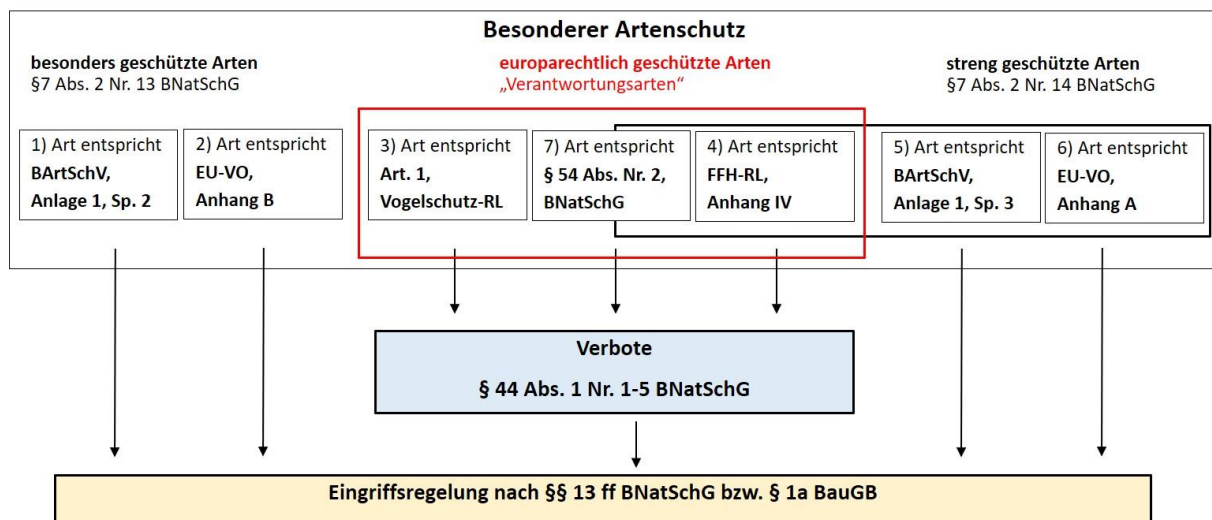 Besonderer Artenschutz
besonders geschützte Arten
§7 Abs. 2 Nr. 13 BNatSchG
europarechtlich geschützte Arten
„Verantwortungsarten“
streng geschützte Arten
§7 Abs. 2 Nr. 14 BNatSchG
1) Art entspricht
BArtSchV,
Anlage 1, Sp. 2
2) Art entspricht
EU-VO,
Anhang B
3) Art entspricht
Art. 1,
Vogelschutz-RL
7) Art entspricht
§ 54 Abs. Nr. 2,
BNatSchG
4) Art entspricht
FFH-RL,
Anhang IV
5) Art entspricht
BArtSchV,
Anlage 1, Sp. 3
6) Art entspricht
EU-VO,
Anhang A
Verbote
§ 44 Abs. 1 Nr. 1-5 BNatSchG
Eingriffsregelung nach §§ 13 ff BNatSchG bzw. § 1a BauGB